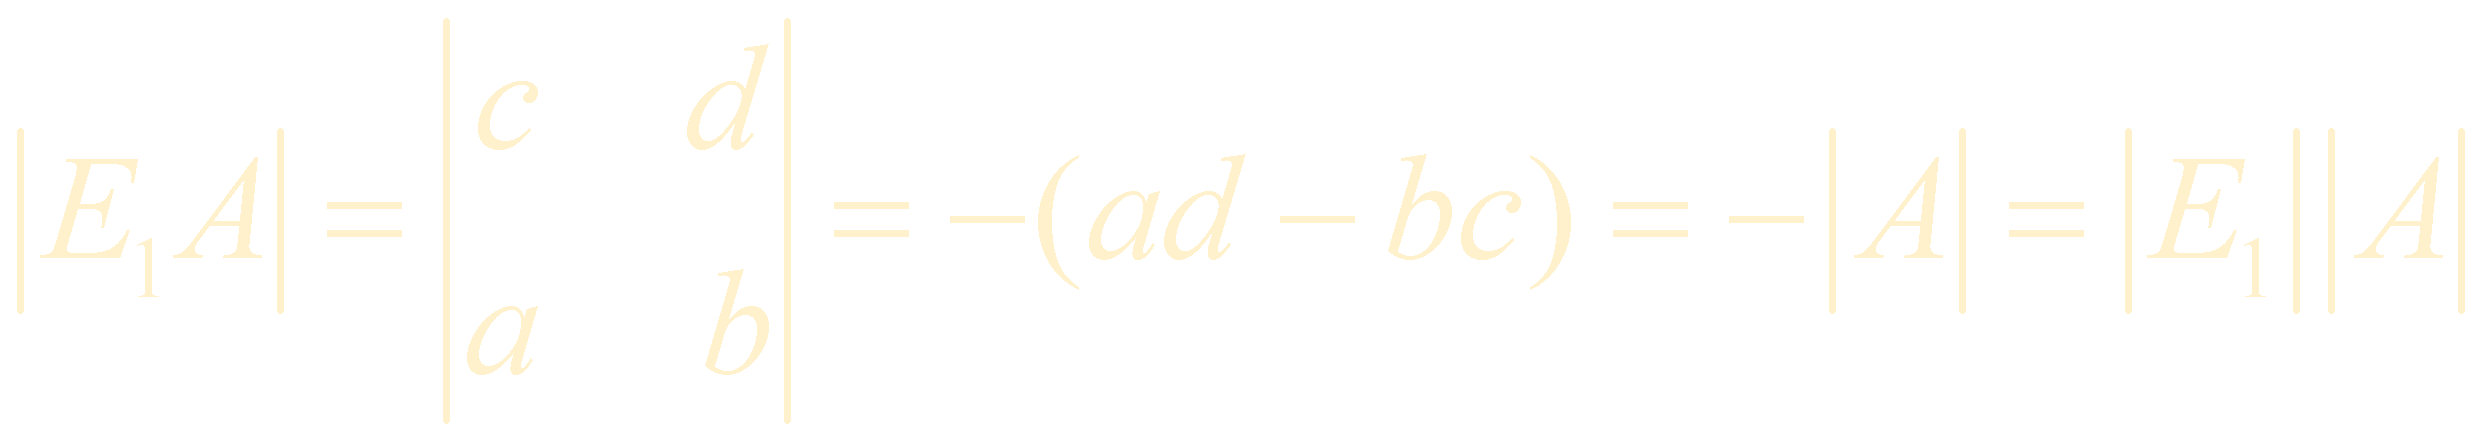 |E₁A| = |c d; a b| = −(ad − bc) = −|A| = |E₁||A|